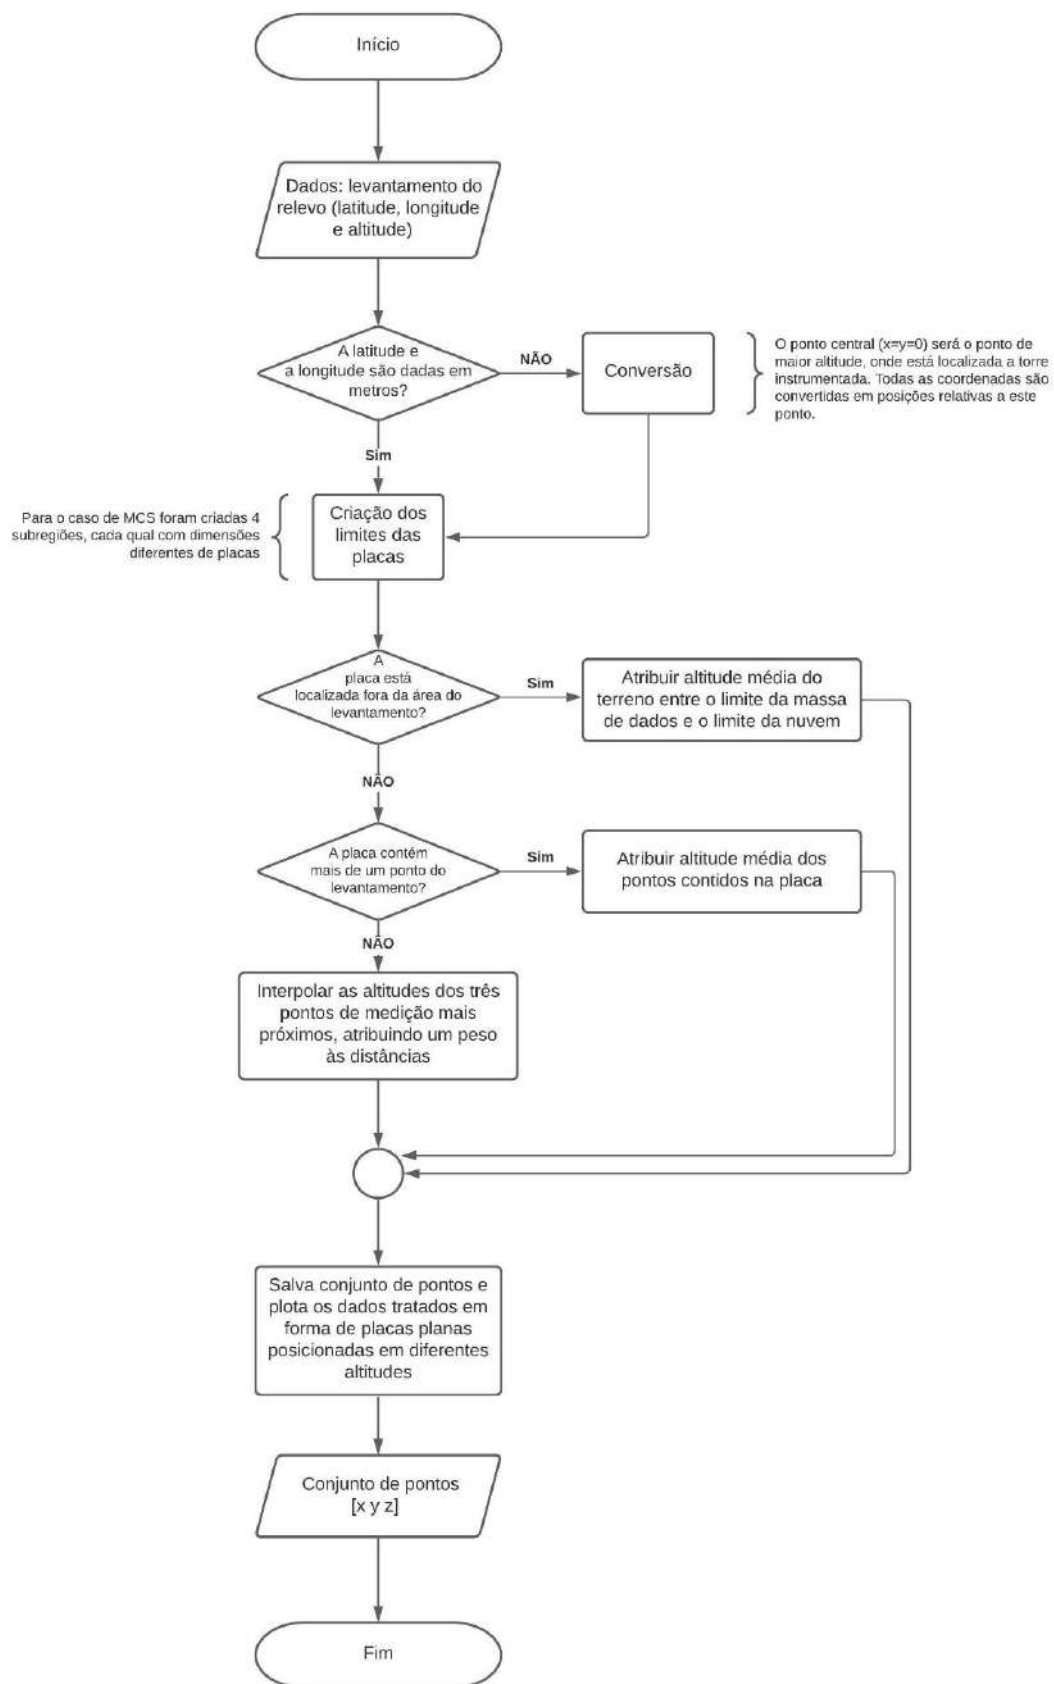 Início
Dados: levantamento do
relevo (latitude, longitude
e altitude)
A latitude e
a longitude são dadas em
metros?
NÃO
Conversão
O ponto central (x=y=0) será o ponto de
maior altitude, onde está localizada a torre
instrumentada. Todas as coordenadas são
convertidas em posições relativas a este
ponto.
Sim
Para o caso de MCS foram criadas 4
subregiões, cada qual com dimensões
diferentes de placas
Criação dos
limites das
placas
A
placa está
localizada fora da área do
levantamento?
Sim
Atribuir altitude média do
terreno entre o limite da massa
de dados e o limite da nuvem
NÃO
A placa contém
mais de um ponto do
levantamento?
Sim
Atribuir altitude média dos
pontos contidos na placa
NÃO
Interpolar as altitudes dos três
pontos de medição mais
próximos, atribuindo um peso
às distâncias
Salva conjunto de pontos e
plota os dados tratados em
forma de placas planas
posicionadas em diferentes
altitudes
Conjunto de pontos
[x y z]
Fim